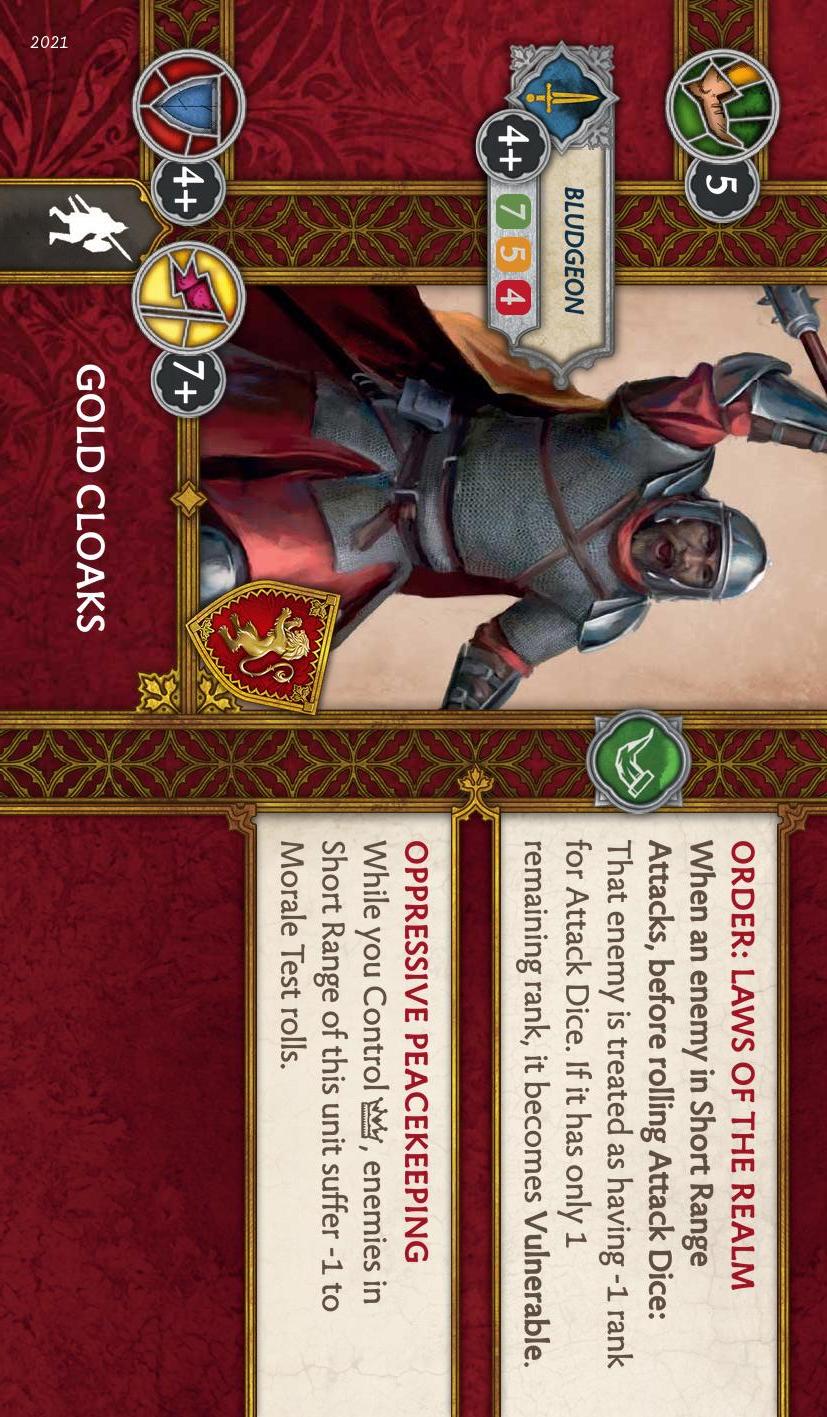 5
BLUDGEON
4+
7 5 4
4+
7+
GOLD CLOAKS
2021
ORDER: LAWS OF THE REALM
When an enemy in Short Range
Attacks, before rolling Attack Dice:
That enemy is treated as having -1 rank
for Attack Dice. If it has only 1
remaining rank, it becomes Vulnerable.
OPPRESSIVE PEACEKEEPING
While you Control , enemies in
Short Range of this unit suffer -1 to
Morale Test rolls.